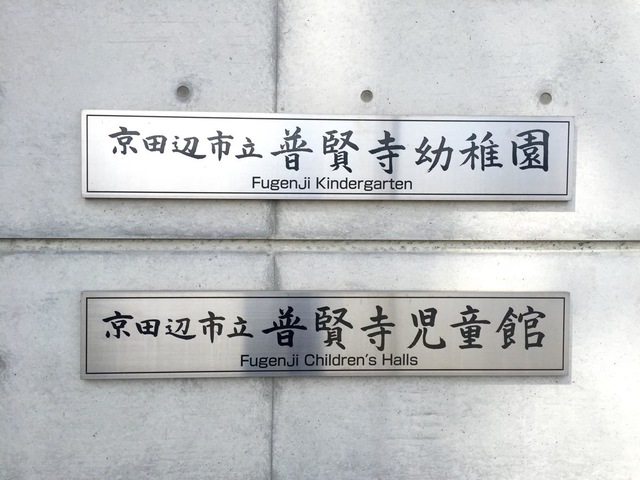 京田辺市立普賢寺幼稚園
Fugenji Kindergarten
京田辺市立普賢寺児童館
Fugenji Children's Halls